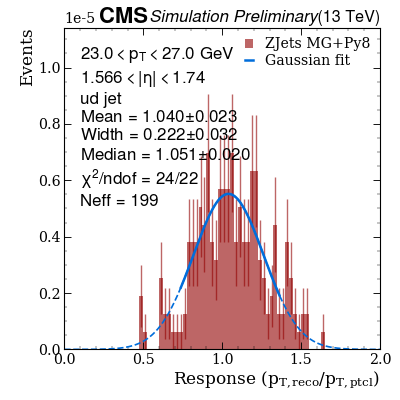 1e-5 CMS Simulation Preliminary (13 TeV)
Events
23.0 < pT < 27.0 GeV
1.566 < |η| < 1.74
ud jet
Mean = 1.040±0.023
Width = 0.222±0.032
Median = 1.051±0.020
χ²/ndof = 24/22
Neff = 199
ZJets MG+Py8
Gaussian fit
1.0
0.8
0.6
0.4
0.2
0.0
0.0 0.5 1.0 1.5 2.0
Response (pT,reco/pT,ptcl)